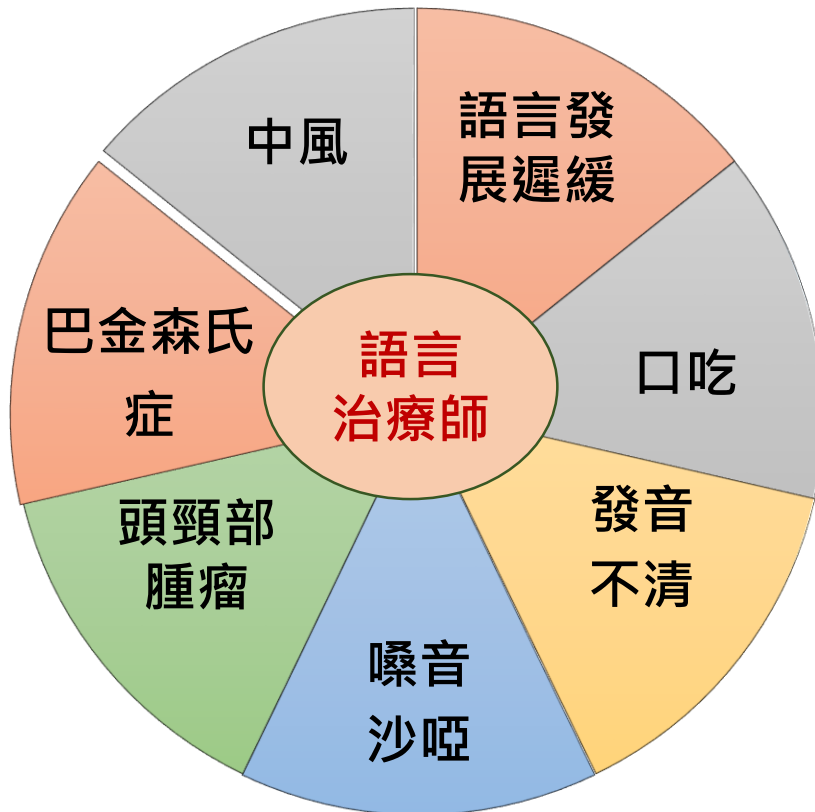 語言
治療師
語言發
展遲緩
口吃
發音
不清
嗓音
沙啞
頭頸部
腫瘤
巴金森氏
症
中風